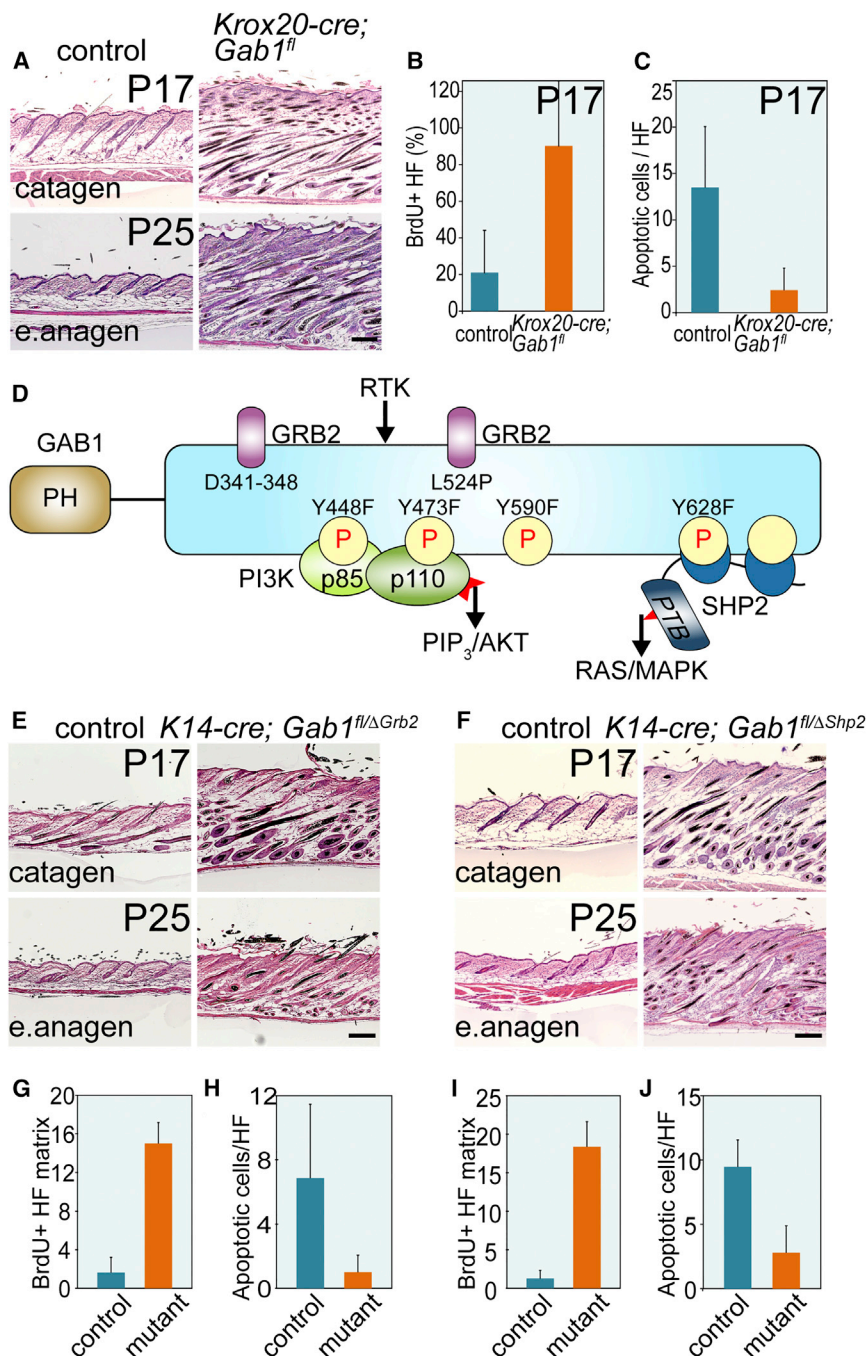 A
control
Krox20-cre;
Gab1fl
P17
catagen
P25
e.anagen
B
P17
BrdU+ HF (%)
120
100
80
60
40
20
0
control
Krox20-cre;
Gab1fl
C
P17
Apoptotic cells / HF
25
20
15
10
5
0
control
Krox20-cre;
Gab1fl
D
RTK
GAB1
GRB2
GRB2
PH
D341-348
L524P
Y448F
Y473F
Y590F
Y628F
P
P
P
P
PI3K
p85
p110
PTB
SHP2
PIP3/AKT
RAS/MAPK
E
control K14-cre; Gab1fl/ΔGrb2
P17
catagen
P25
e.anagen
F
control K14-cre; Gab1fl/ΔShp2
P17
catagen
P25
e.anagen
G
BrdU+ HF matrix
20
16
12
8
4
0
control
mutant
H
Apoptotic cells/HF
12
8
4
0
control
mutant
I
BrdU+ HF matrix
25
20
15
10
5
0
control
mutant
J
Apoptotic cells/HF
15
10
5
0
control
mutant